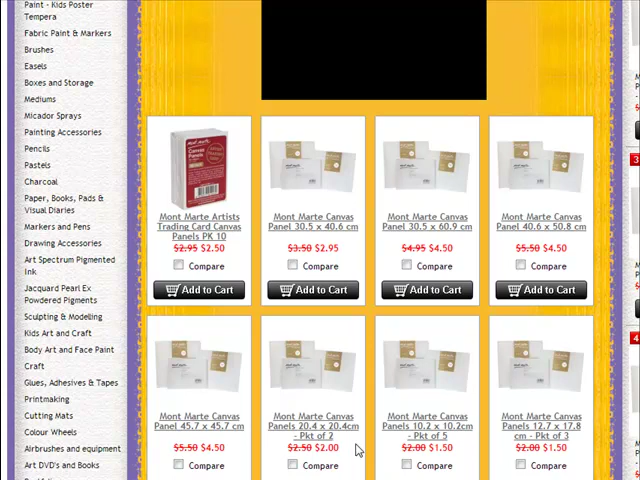 Paint - Kids Poster
Tempera
Fabric Paint & Markers
Brushes
Easels
Boxes and Storage
Mediums
Micador Sprays
Painting Accessories
Pencils
Pastels
Charcoal
Paper, Books, Pads &
Visual Diaries
Markers and Pens
Drawing Accessories
Art Spectrum Pigmented
Ink
Jacquard Pearl Ex
Powdered Pigments
Sculpting & Modelling
Kids Art and Craft
Body Art and Face Paint
Craft
Glues, Adhesives & Tapes
Printmaking
Cutting Mats
Colour Wheels
Airbrushes and equipment
Art DVD's and Books
Mont Marte Artists
Trading Card Canvas
Panels PK 10
$2.95 $2.50
Compare
Add to Cart
Mont Marte Canvas
Panel 30.5 x 40.6 cm
$3.50 $2.95
Compare
Add to Cart
Mont Marte Canvas
Panel 30.5 x 60.9 cm
$4.95 $4.50
Compare
Add to Cart
Mont Marte Canvas
Panel 40.6 x 50.8 cm
$5.50 $4.50
Compare
Add to Cart
Mont Marte Canvas
Panel 45.7 x 45.7 cm
$5.50 $4.50
Compare
Mont Marte Canvas
Panels 20.4 x 20.4cm
- Pkt of 2
$2.50 $2.00
Compare
Mont Marte Canvas
Panels 10.2 x 10.2cm
- Pkt of 5
$2.00 $1.50
Compare
Mont Marte Canvas
Panels 12.7 x 17.8
cm - Pkt of 3
$2.00 $1.50
Compare
3
4